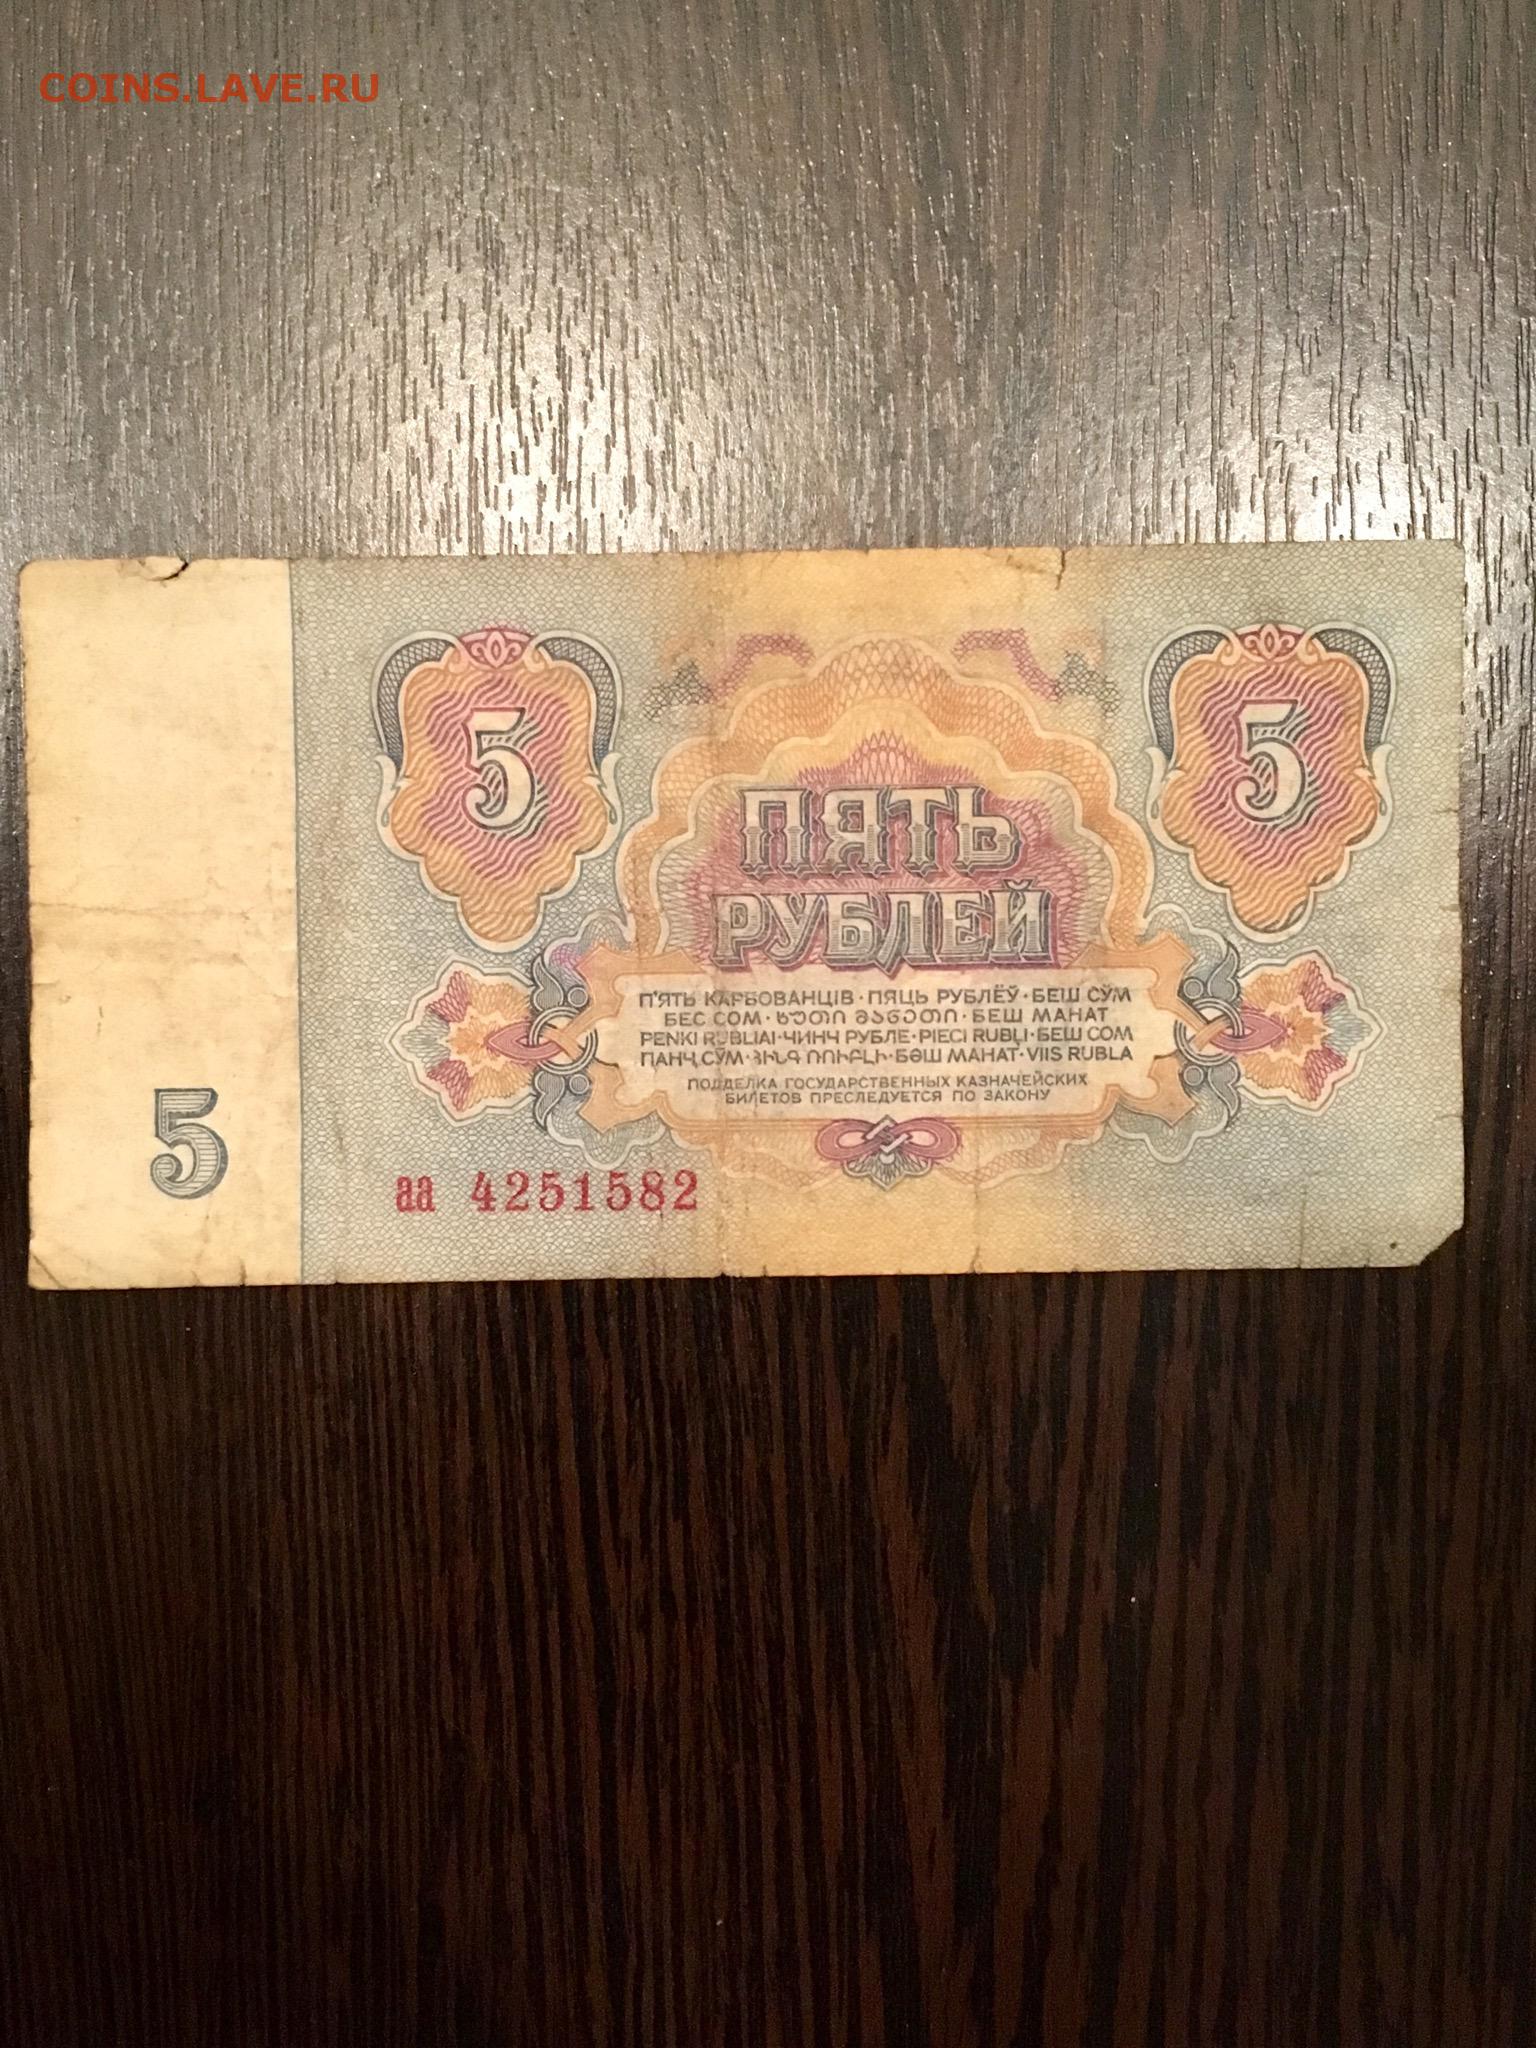 COINS.LAVE.RU
5 5
ПЯТЬ
РУБЛЕЙ
П'ЯТЬ КАРБОВАНЦІВ·ПЯЦЬ РУБЛЁЎ·БЕШ СЎМ
БЕС СОМ·ხუთი მანეთი·БЕШ МАНАТ
PENKI RUBLIAI·ЧИНЧ РУБЛЕ·PIECI RUBĻI·БЕШ СОМ
ПАНҶ СӮМ·ՀԻՆԳ ՌՈՒԲԼԻ·БӘШ МАНАТ·VIIS RUBLA
ПОДДЕЛКА ГОСУДАРСТВЕННЫХ КАЗНАЧЕЙСКИХ
БИЛЕТОВ ПРЕСЛЕДУЕТСЯ ПО ЗАКОНУ
5
аа 4251582